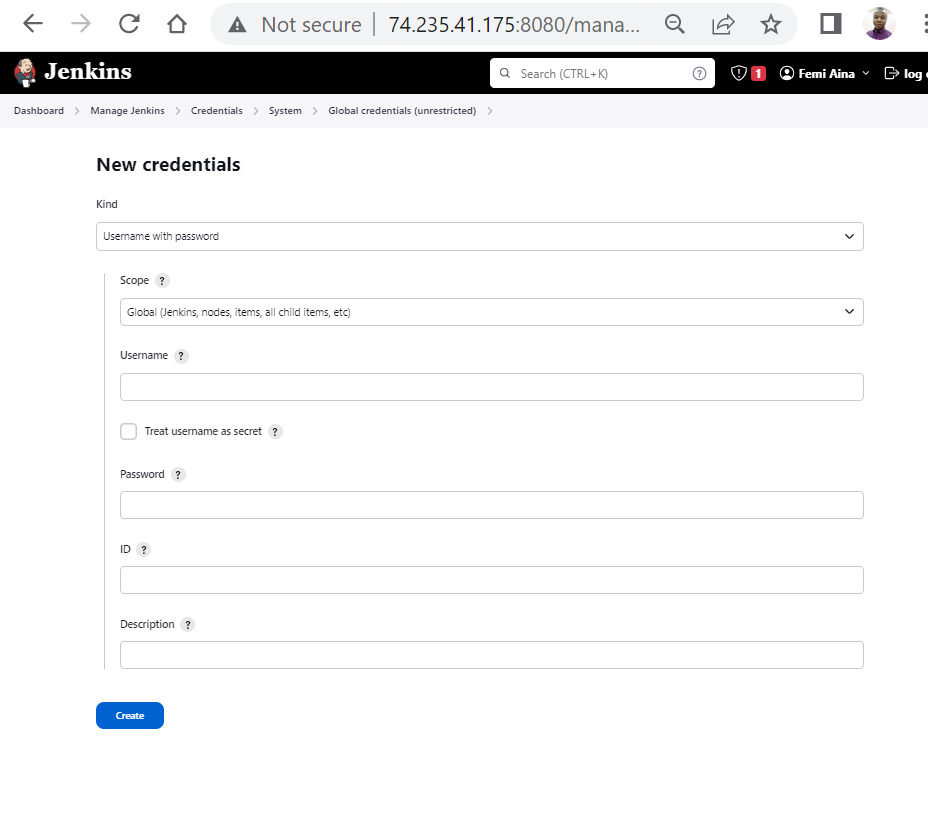 Not secure | 74.235.41.175:8080/mana...
Jenkins
Search (CTRL+K) ?
1
Femi Aina
log
Dashboard > Manage Jenkins > Credentials > System > Global credentials (unrestricted) >
New credentials
Kind
Username with password
Scope ?
Global (Jenkins, nodes, items, all child items, etc)
Username ?
Treat username as secret ?
Password ?
ID ?
Description ?
Create